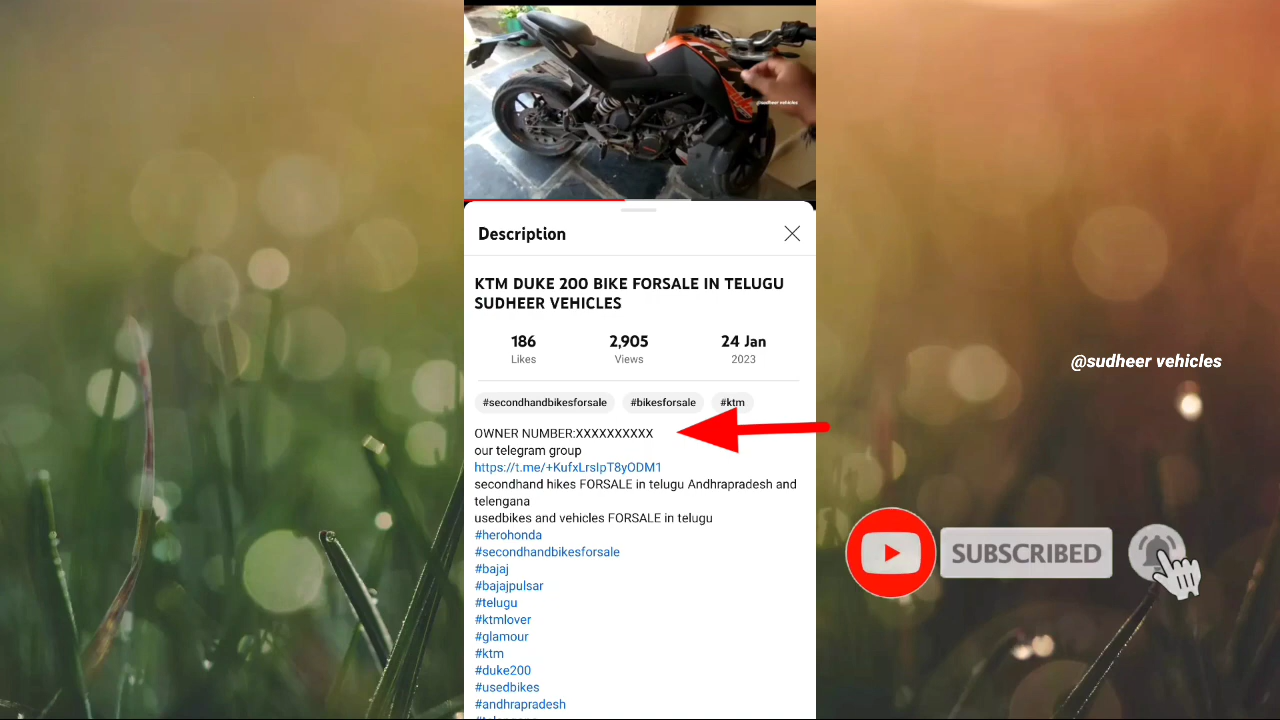 @sudheer vehicles
Description
KTM DUKE 200 BIKE FORSALE IN TELUGU
SUDHEER VEHICLES
186 2,905 24 Jan
Likes Views 2023
#secondhandbikesforsale #bikesforsale #ktm
OWNER NUMBER:XXXXXXXXXX
our telegram group
https://t.me/+KufxLrsIpT8yODM1
secondhand hikes FORSALE in telugu Andhrapradesh and
telengana
usedbikes and vehicles FORSALE in telugu
#herohonda
#secondhandbikesforsale
#bajaj
#bajajpulsar
#telugu
#ktmlover
#glamour
#ktm
#duke200
#usedbikes
#andhrapradesh
@sudheer vehicles
SUBSCRIBED